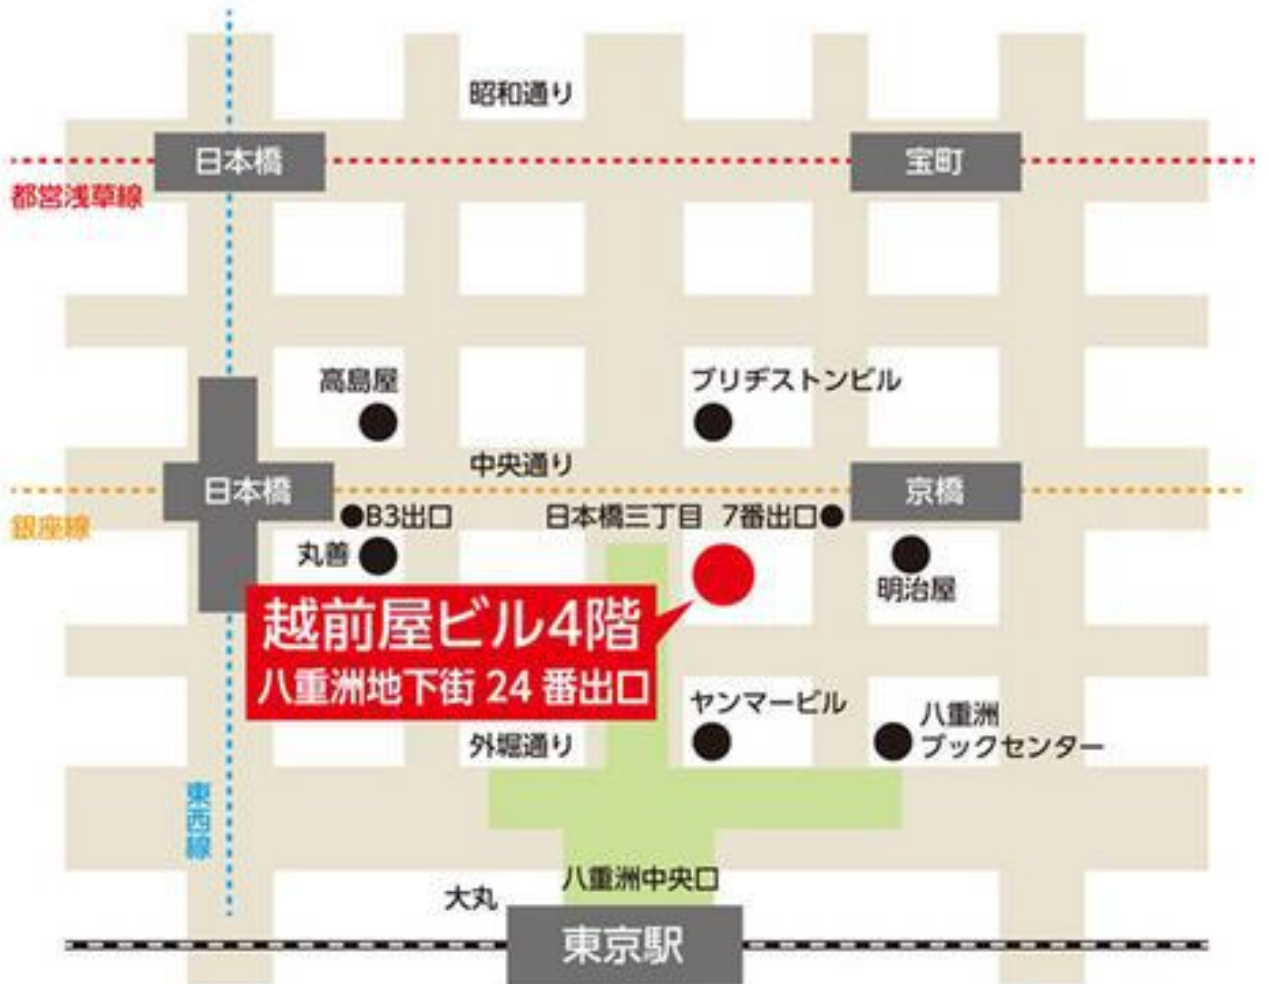 昭和通り
日本橋
宝町
都営浅草線
高島屋
ブリヂストンビル
中央通り
日本橋
京橋
銀座線
B3出口
日本橋三丁目
7番出口
丸善
明治屋
越前屋ビル4階
八重洲地下街 24 番出口
ヤンマービル
八重洲
ブックセンター
外堀通り
東西線
八重洲中央口
大丸
東京駅